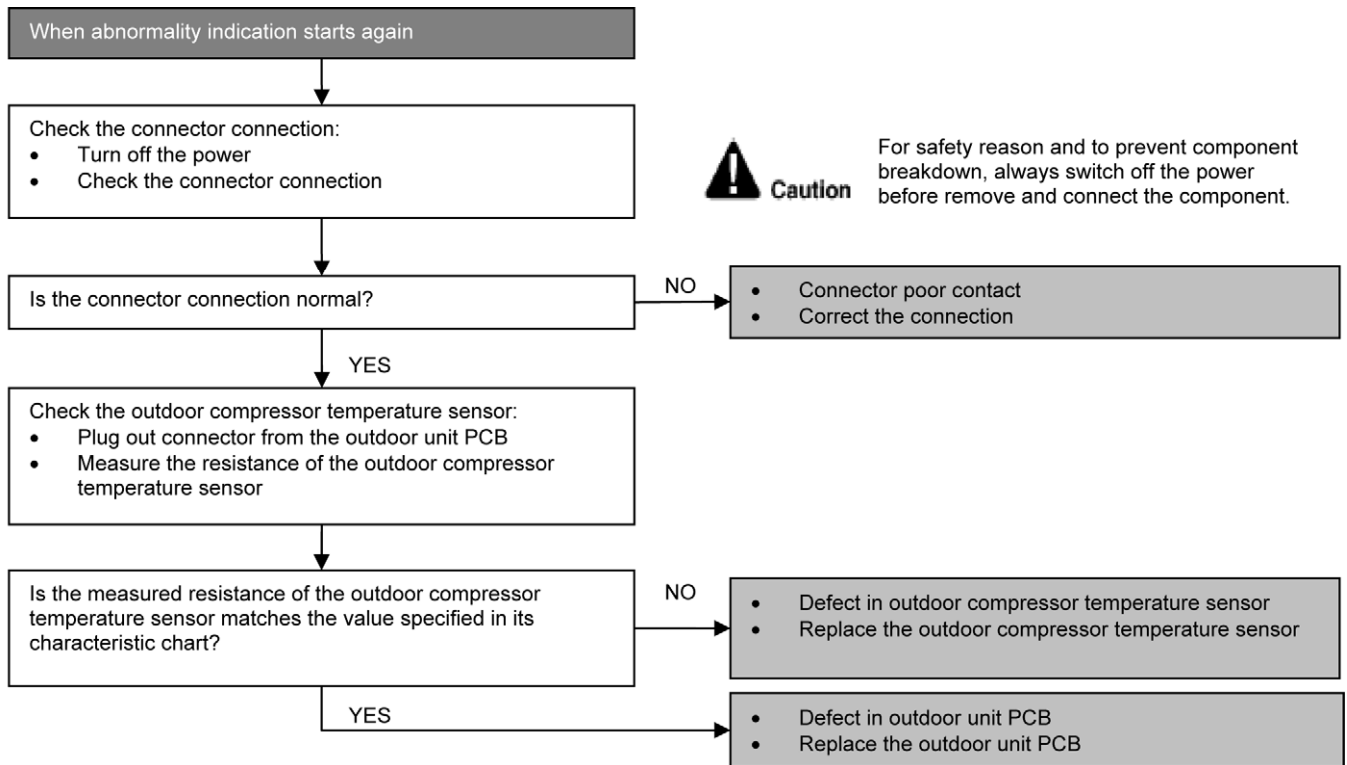 When abnormality indication starts again
Check the connector connection:
• Turn off the power
• Check the connector connection
Caution
For safety reason and to prevent component
breakdown, always switch off the power
before remove and connect the component.
Is the connector connection normal?
NO
• Connector poor contact
• Correct the connection
YES
Check the outdoor compressor temperature sensor:
• Plug out connector from the outdoor unit PCB
• Measure the resistance of the outdoor compressor
temperature sensor
Is the measured resistance of the outdoor compressor
temperature sensor matches the value specified in its
characteristic chart?
NO
• Defect in outdoor compressor temperature sensor
• Replace the outdoor compressor temperature sensor
YES
• Defect in outdoor unit PCB
• Replace the outdoor unit PCB